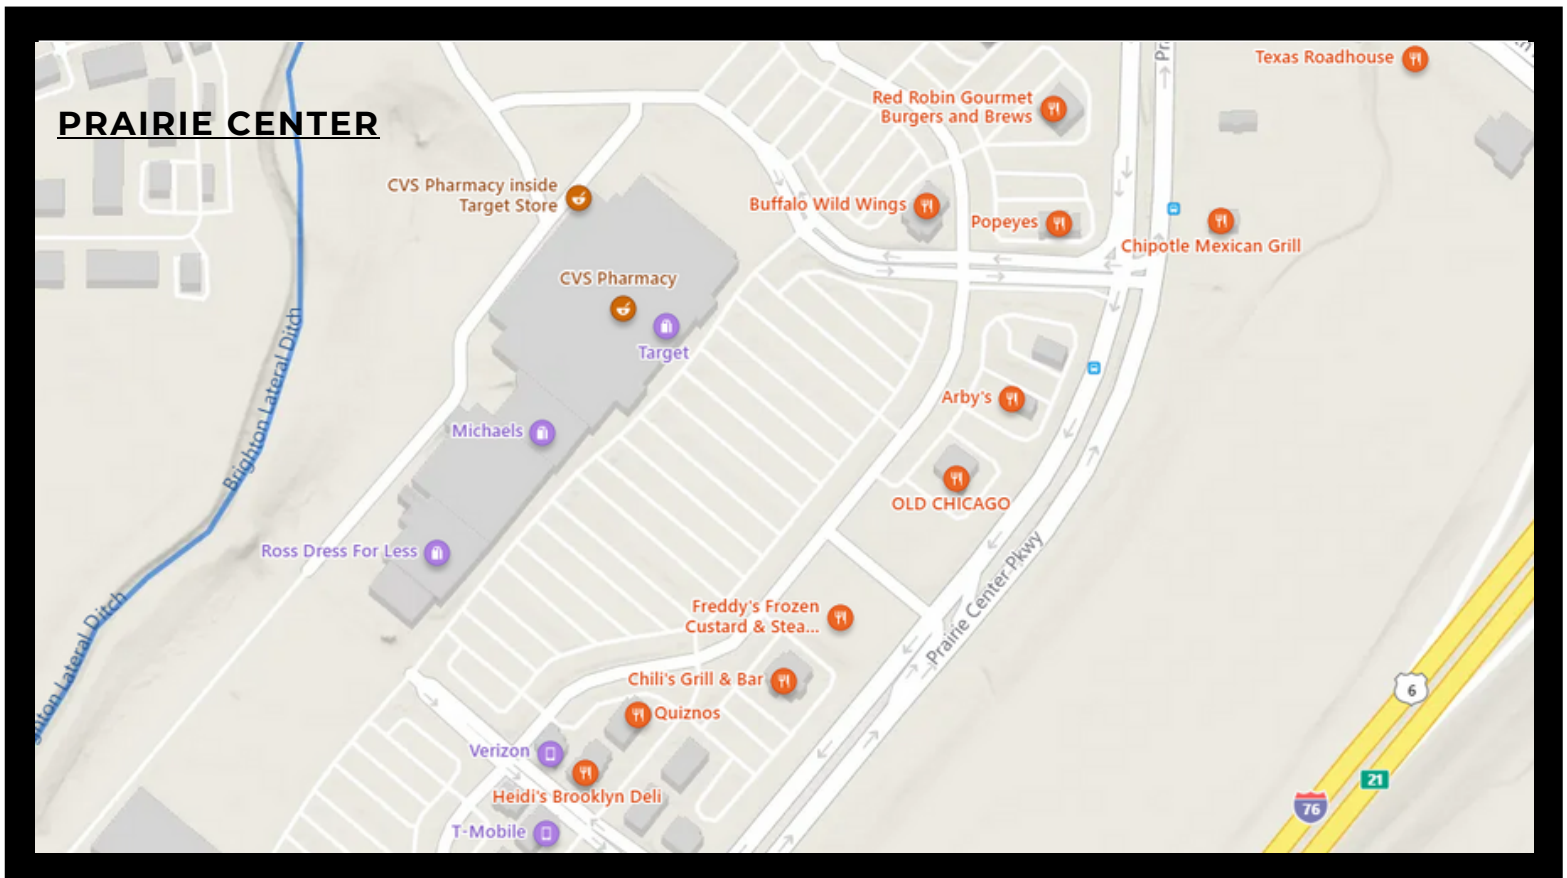 Texas Roadhouse
Red Robin Gourmet
Burgers and Brews
PRAIRIE CENTER
CVS Pharmacy inside
Target Store
Buffalo Wild Wings
Popeyes
Chipotle Mexican Grill
CVS Pharmacy
Target
Brighton Lateral Ditch
Arby's
Michaels
OLD CHICAGO
Ross Dress For Less
Prairie Center Pkwy
Freddy's Frozen
Custard & Stea...
Lateral Ditch
Chili's Grill & Bar
6
Quiznos
Verizon
21
Heidi's Brooklyn Deli
76
T-Mobile